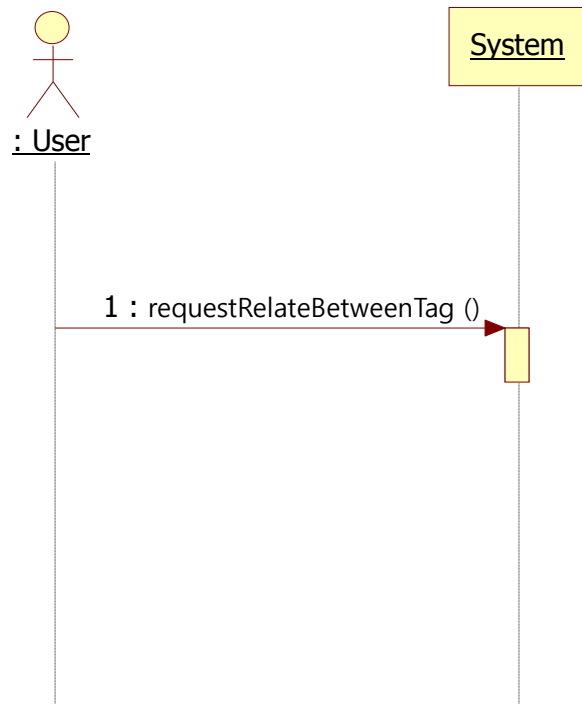 System
: User
1 : requestRelateBetweenTag ()